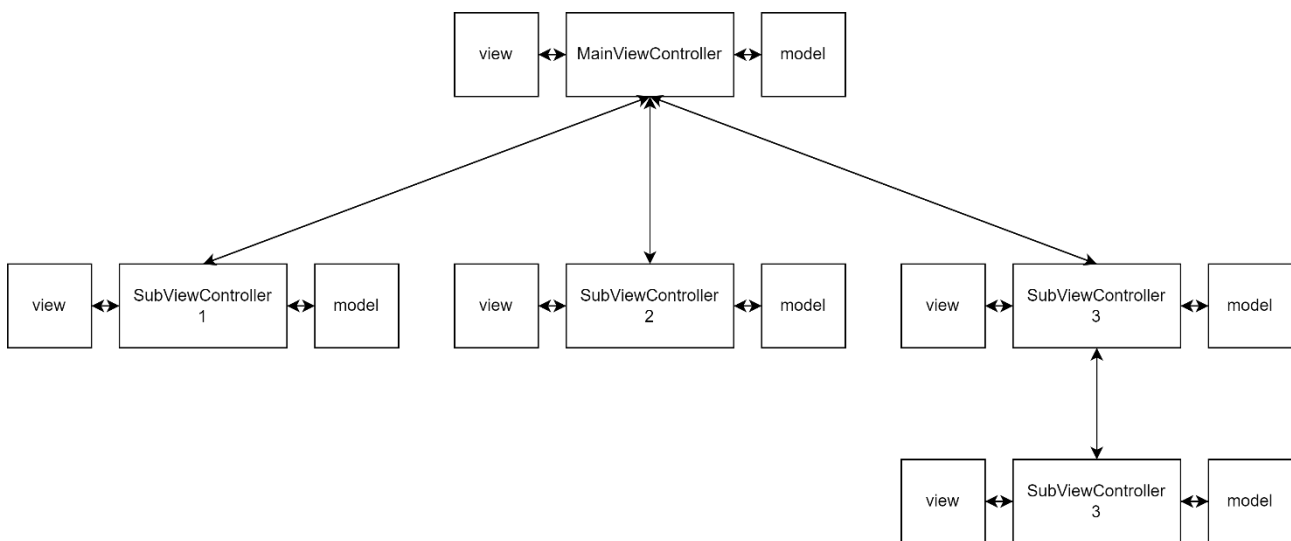 view
MainViewController
model
view
SubViewController
1
model
view
SubViewController
2
model
view
SubViewController
3
model
view
SubViewController
3
model